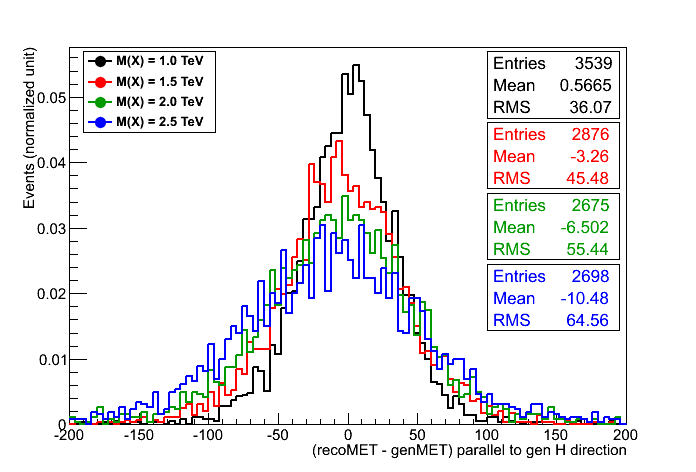 M(X) = 1.0 TeV
M(X) = 1.5 TeV
M(X) = 2.0 TeV
M(X) = 2.5 TeV
Entries 3539
Mean 0.5665
RMS 36.07
Entries 2876
Mean -3.26
RMS 45.48
Entries 2675
Mean -6.502
RMS 55.44
Entries 2698
Mean -10.48
RMS 64.56
Events (normalized unit)
0.05
0.04
0.03
0.02
0.01
0
-200 -150 -100 -50 0 50 100 150 200
(recoMET - genMET) parallel to gen H direction